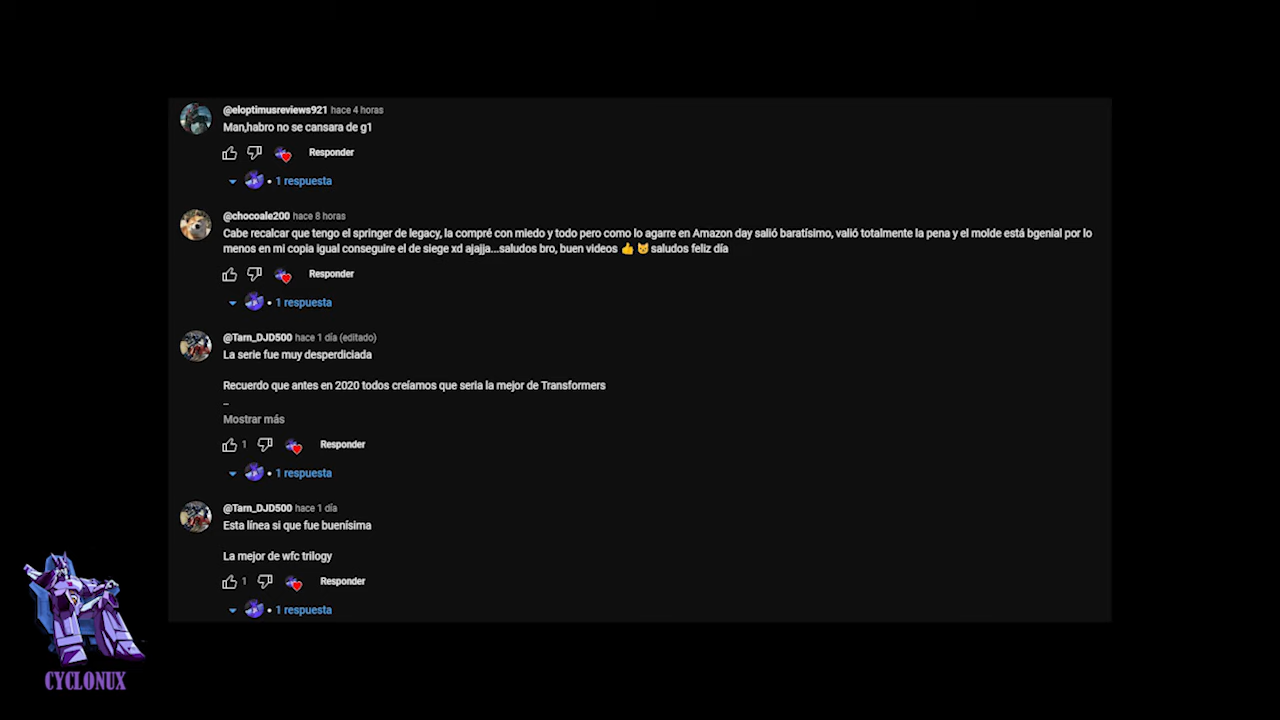 @eloptimusreviews921 hace 4 horas
Man,habro no se cansara de g1
Responder
• 1 respuesta
@chocoale200 hace 8 horas
Cabe recalcar que tengo el springer de legacy, la compré con miedo y todo pero como lo agarre en Amazon day salió baratísimo, valió totalmente la pena y el molde está bgenial por lo
menos en mi copia igual conseguire el de siege xd ajajja...saludos bro, buen videos 👍 😺 saludos feliz día
Responder
• 1 respuesta
@Tarn_DJD500 hace 1 día (editado)
La serie fue muy desperdiciada
Recuerdo que antes en 2020 todos creíamos que seria la mejor de Transformers
...
Mostrar más
1 Responder
• 1 respuesta
@Tarn_DJD500 hace 1 día
Esta línea si que fue buenísima
La mejor de wfc trilogy
1 Responder
• 1 respuesta
CYCLONUX